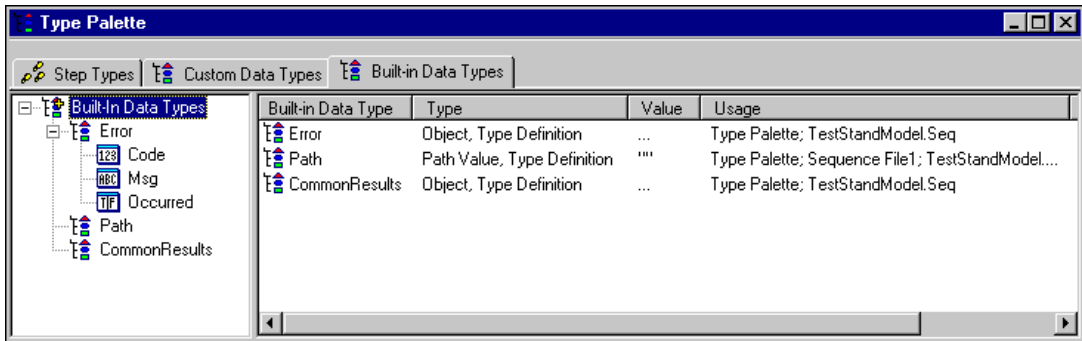 Type Palette
Step Types Custom Data Types Built-in Data Types
Built-In Data Types
Error
123 Code
ABC Msg
T|F Occurred
Path
CommonResults
Built-in Data Type Type Value Usage
Error Object, Type Definition ... Type Palette; TestStandModel.Seq
Path Path Value, Type Definition "" Type Palette; Sequence File1; TestStandModel....
CommonResults Object, Type Definition ... Type Palette; TestStandModel.Seq